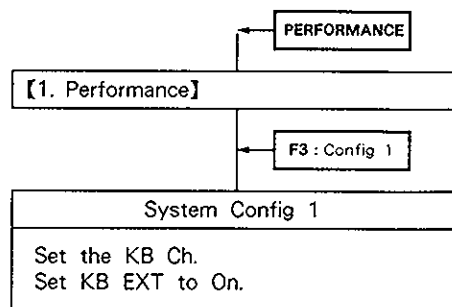 PERFORMANCE
【1. Performance】
F3 : Config 1
System Config 1
Set the KB Ch.
Set KB EXT to On.